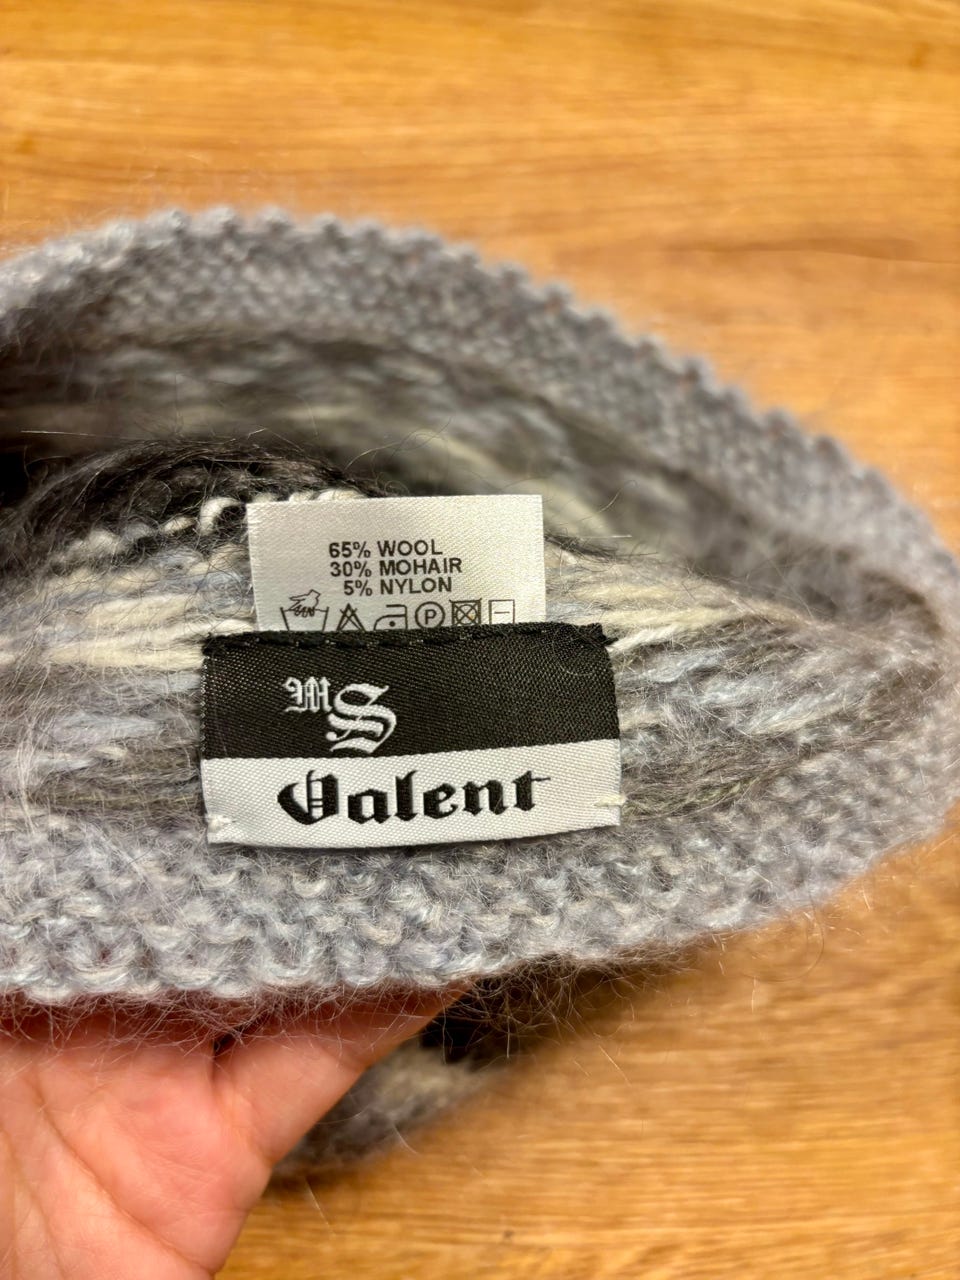 65% WOOL
30% MOHAIR
5% NYLON
P
MS
Valent